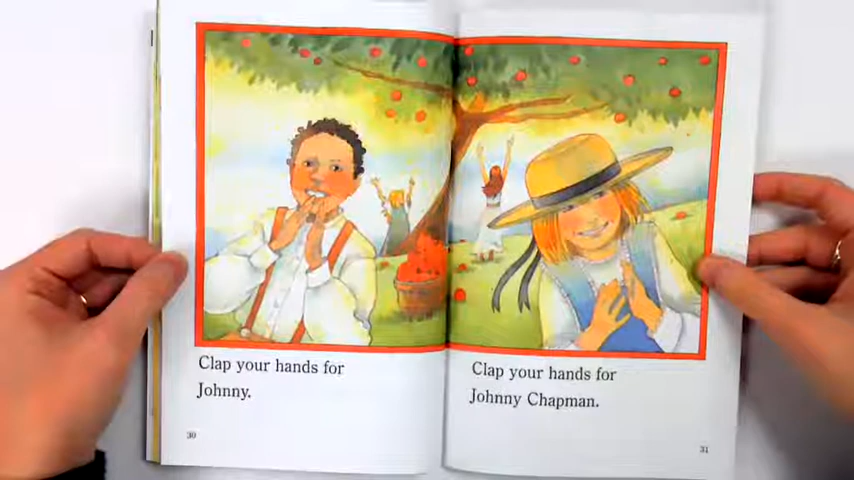 Clap your hands for
Johnny.
30
Clap your hands for
Johnny Chapman.
31